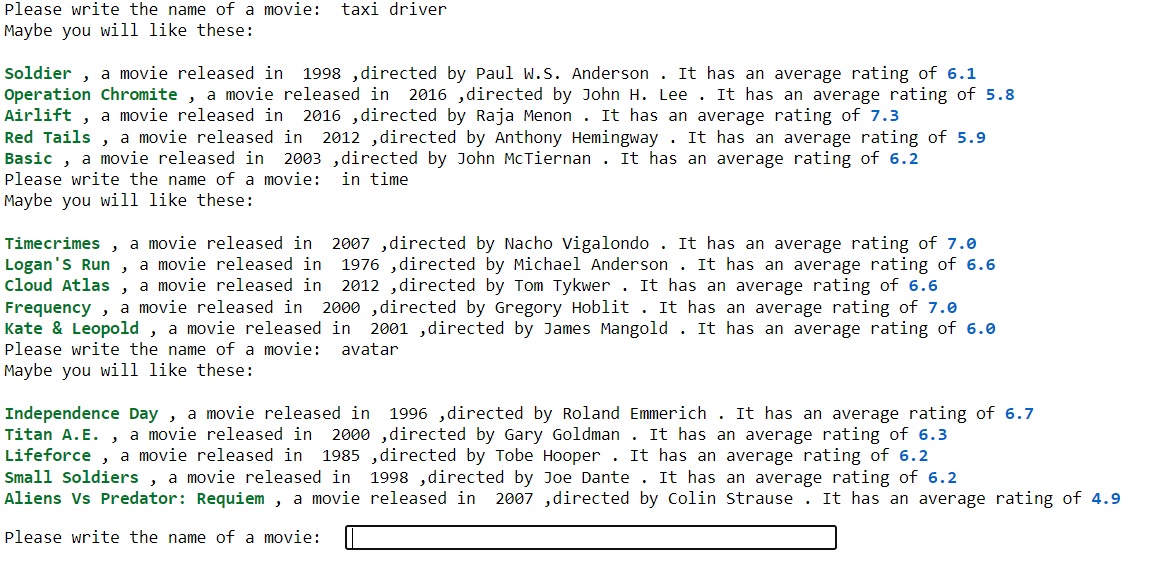 Please write the name of a movie:  taxi driver
Maybe you will like these:
Soldier , a movie released in  1998 ,directed by Paul W.S. Anderson . It has an average rating of 6.1
Operation Chromite , a movie released in  2016 ,directed by John H. Lee . It has an average rating of 5.8
Airlift , a movie released in  2016 ,directed by Raja Menon . It has an average rating of 7.3
Red Tails , a movie released in  2012 ,directed by Anthony Hemingway . It has an average rating of 5.9
Basic , a movie released in  2003 ,directed by John McTiernan . It has an average rating of 6.2
Please write the name of a movie:  in time
Maybe you will like these:
Timecrimes , a movie released in  2007 ,directed by Nacho Vigalondo . It has an average rating of 7.0
Logan'S Run , a movie released in  1976 ,directed by Michael Anderson . It has an average rating of 6.6
Cloud Atlas , a movie released in  2012 ,directed by Tom Tykwer . It has an average rating of 6.6
Frequency , a movie released in  2000 ,directed by Gregory Hoblit . It has an average rating of 7.0
Kate & Leopold , a movie released in  2001 ,directed by James Mangold . It has an average rating of 6.0
Please write the name of a movie:  avatar
Maybe you will like these:
Independence Day , a movie released in  1996 ,directed by Roland Emmerich . It has an average rating of 6.7
Titan A.E. , a movie released in  2000 ,directed by Gary Goldman . It has an average rating of 6.3
Lifeforce , a movie released in  1985 ,directed by Tobe Hooper . It has an average rating of 6.2
Small Soldiers , a movie released in  1998 ,directed by Joe Dante . It has an average rating of 6.2
Aliens Vs Predator: Requiem , a movie released in  2007 ,directed by Colin Strause . It has an average rating of 4.9
Please write the name of a movie: